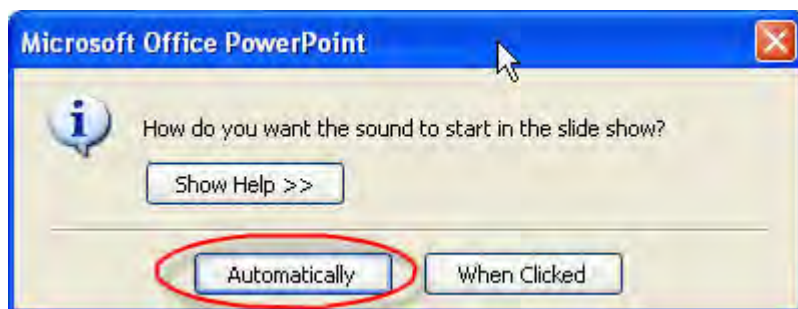 Microsoft Office PowerPoint
How do you want the sound to start in the slide show?
Show Help >>
Automatically When Clicked